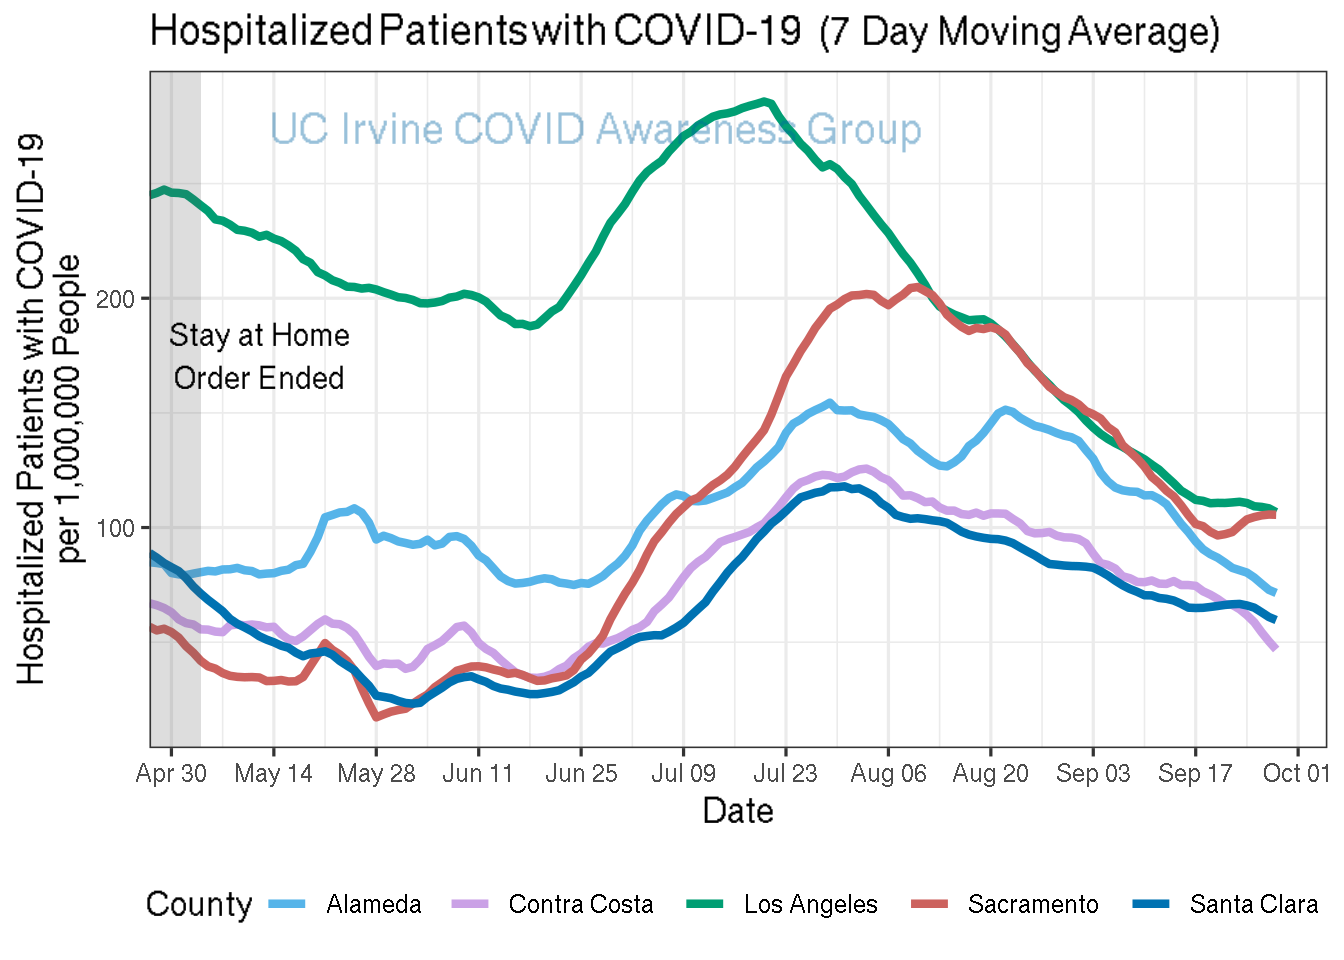 Hospitalized Patients with COVID-19 (7 Day Moving Average)
UC Irvine COVID Awareness Group
Hospitalized Patients with COVID-19
per 1,000,000 People
200
100
Stay at Home
Order Ended
Apr 30 May 14 May 28 Jun 11 Jun 25 Jul 09 Jul 23 Aug 06 Aug 20 Sep 03 Sep 17 Oct 01
Date
County Alameda Contra Costa Los Angeles Sacramento Santa Clara